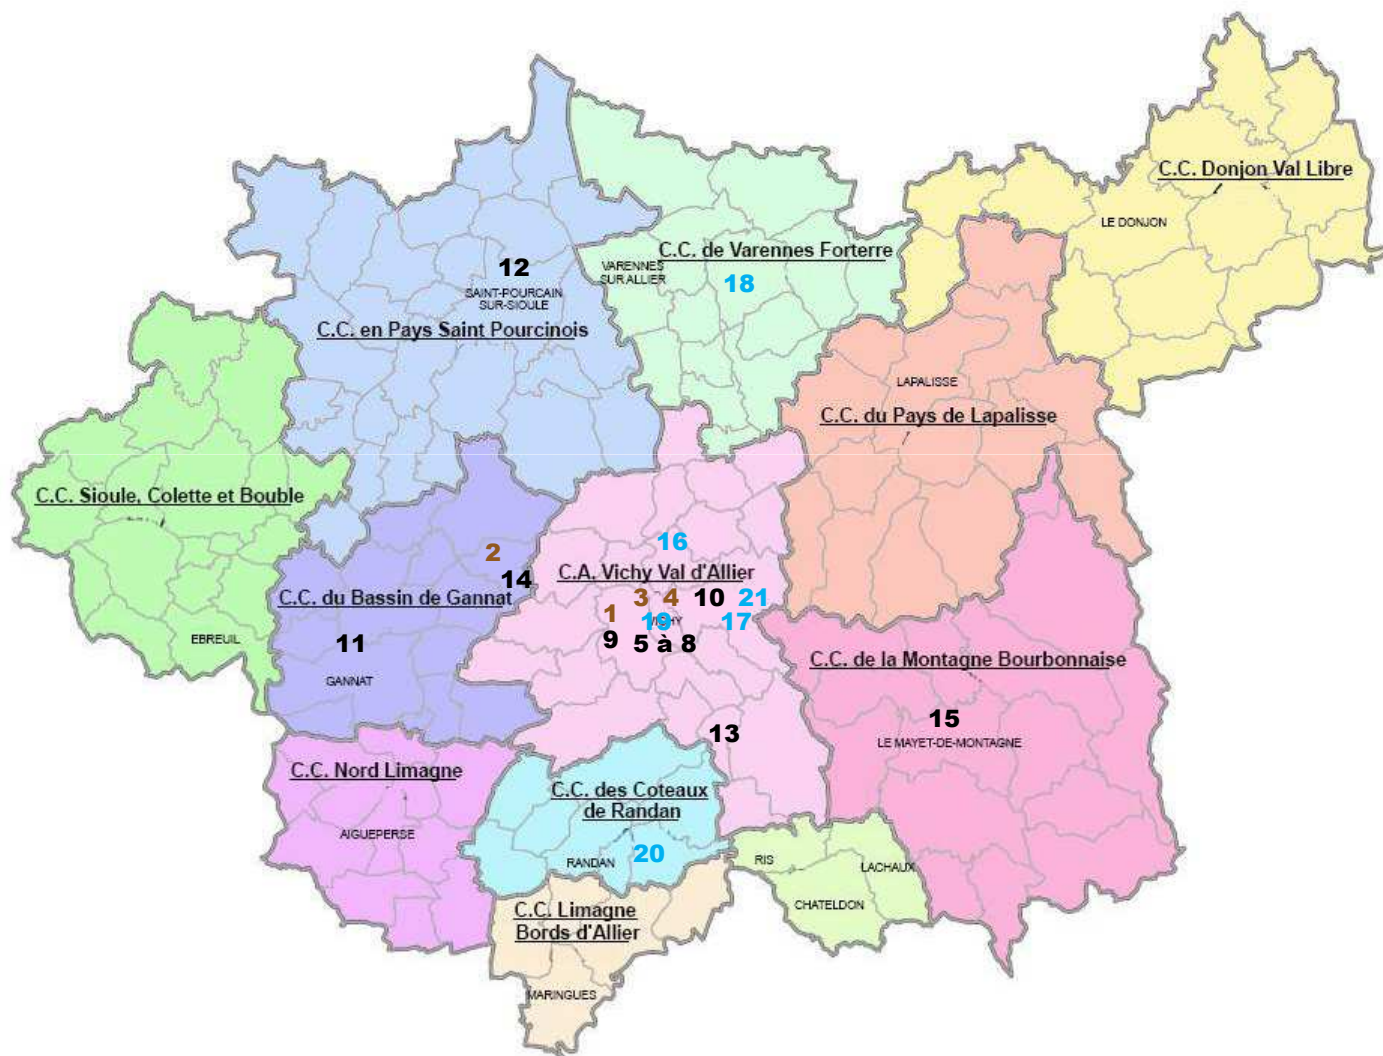 C.C. Donjon Val Libre
LE DONJON
C.C. de Varennes Forterre
VARENNES
SUR ALLIER
18
12
SAINT-POURCAIN
SUR-SIOULE
C.C. en Pays Saint Pourcinois
LAPALISSE
C.C. du Pays de Lapalisse
C.C. Sioule, Colette et Bouble
EBREUIL
2
14
C.C. du Bassin de Gannat
11
GANNAT
16
C.A. Vichy Val d'Allier
3 4 10 21
1
19 VICHY 17
9 5 à 8
13
C.C. de la Montagne Bourbonnaise
15
LE MAYET-DE-MONTAGNE
C.C. Nord Limagne
AIGUEPERSE
C.C. des Coteaux
de Randan
RANDAN
20
RIS
LACHAUX
CHATELDON
C.C. Limagne
Bords d'Allier
MARINGUES